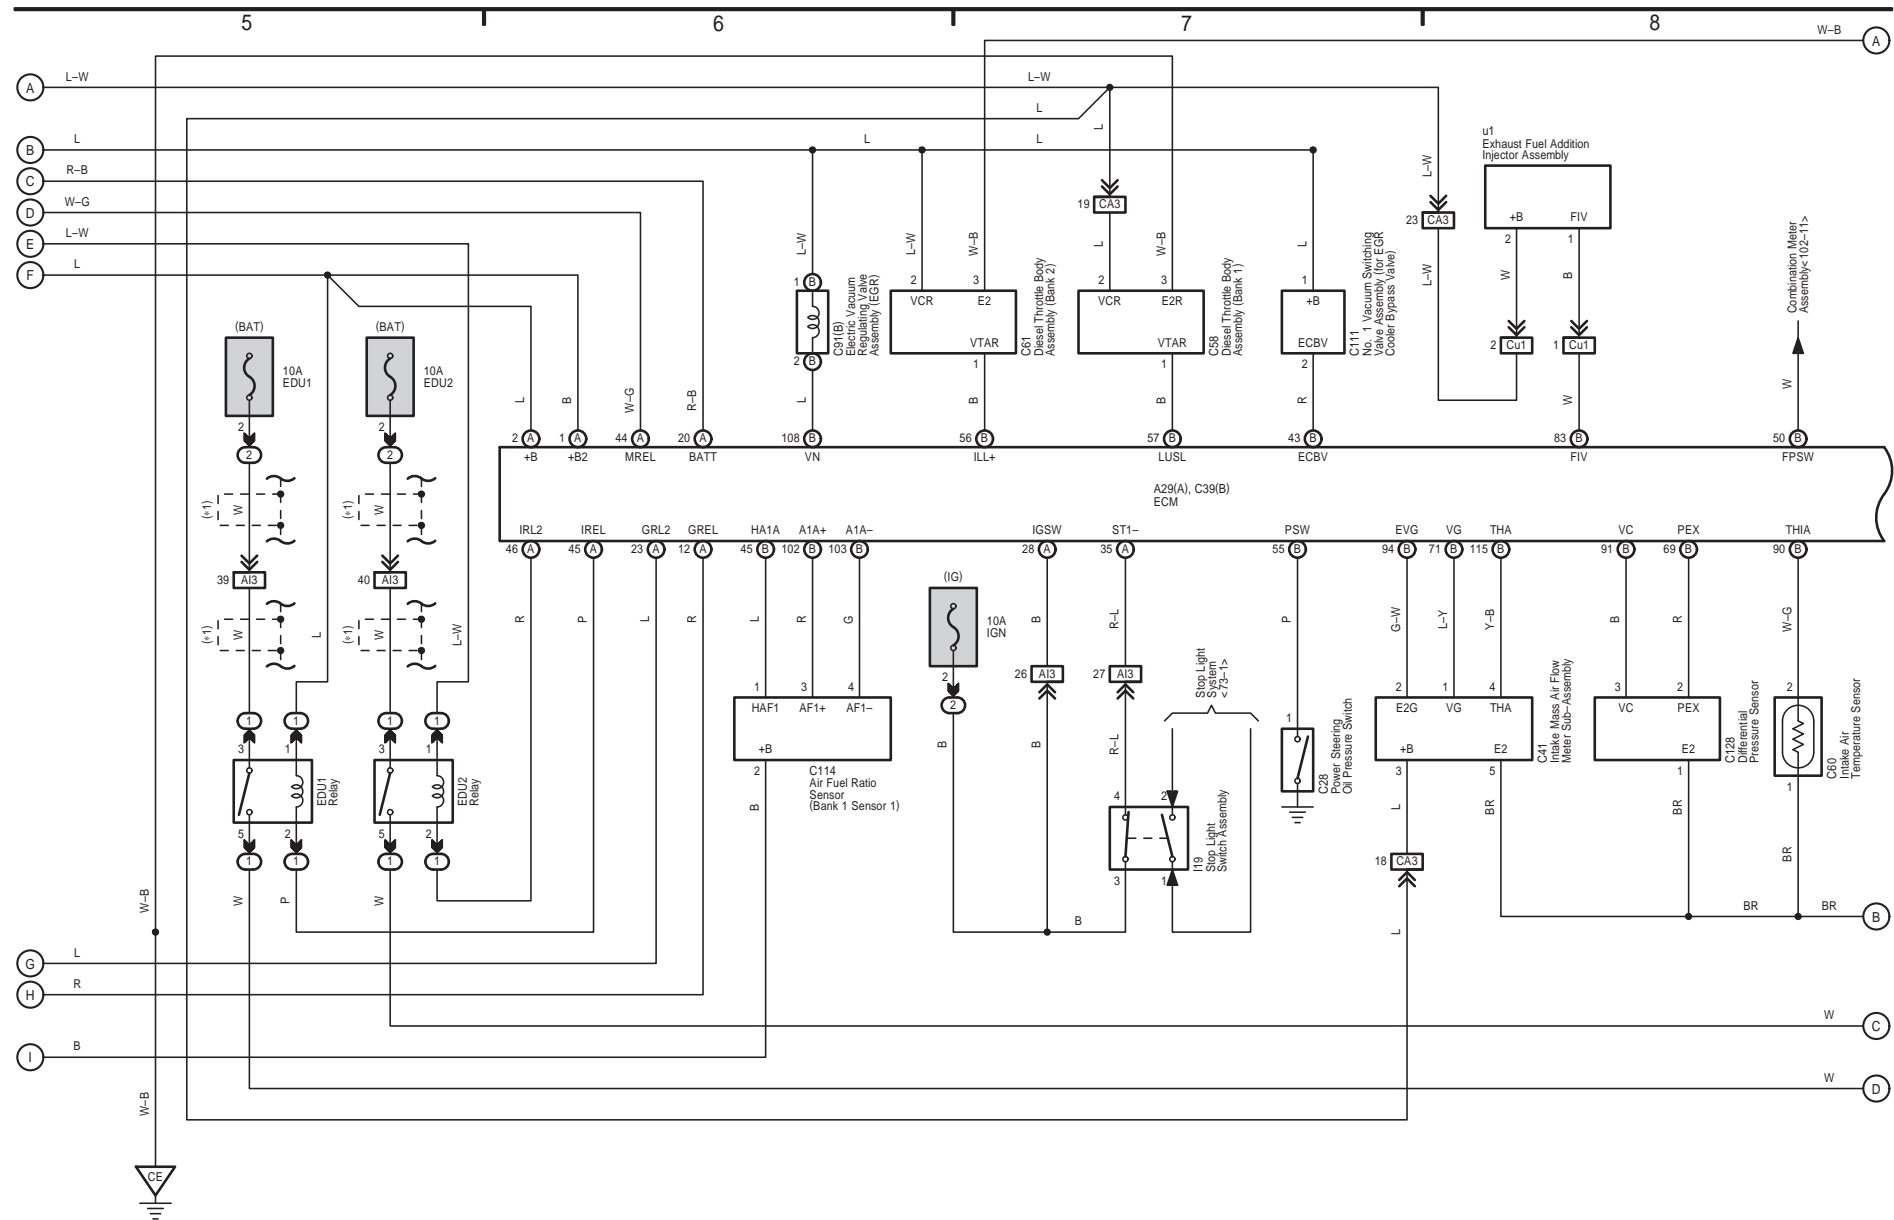 5 6 7 8
W–B A
A L–W L–W
L
B L L L
C R–B
D W–G
E L–W
F L
u1
Exhaust Fuel Addition
Injector Assembly
+B FIV
2 1
W B
2 Cu1 1 Cu1
W
L
19 CA3
L
L–W
23 CA3
L–W
Combination Meter
Assembly<102–11>
W
L–W
1 B
2 B
L
C91(B)
Electric Vacuum
Regulating Valve
Assembly (EGR)
L–W W–B
2 3
VCR E2
VTAR
1
B
C61
Diesel Throttle Body
Assembly (Bank 2)
W–B
2 3
VCR E2R
VTAR
1
B
C58
Diesel Throttle Body
Assembly (Bank 1)
L
1
+B
ECBV
2
R
C111
No. 1 Vacuum Switching
Valve Assembly (for EGR
Cooler Bypass Valve)
(BAT) (BAT)
10A
EDU1
10A
EDU2
2 2
2 2
L B W–G R–B
2 A 1 A 44 A 20 A 108 B 56 B 57 B 43 B 83 B 50 B
+B +B2 MREL BATT VN ILL+ LUSL ECBV FIV FPSW
A29(A), C39(B)
ECM
IRL2 IREL GRL2 GREL HA1A A1A+ A1A– IGSW ST1– PSW EVG VG THA VC PEX THIA
46 A 45 A 23 A 12 A 45 B 102 B 103 B 28 A 35 A 55 B 94 B 71 B 115 B 91 B 69 B 90 B
(*1) W (*1) W
39 AI3 40 AI3
(*1) W L (*1) W L–W
R P L R L R G
(IG)
10A
IGN
2
2
B
B
26 AI3
B
R–L
27 AI3
R–L
Stop Light
System
<73–1>
P
G–W L–Y Y–B
B R
W–G
1 3 4
HAF1 AF1+ AF1–
+B
2
B
C114
Air Fuel Ratio
Sensor
(Bank 1 Sensor 1)
1
C28
Power Steering
Oil Pressure Switch
2 1 4
E2G VG THA
+B E2
3 5
L BR
C41
Intake Mass Air Flow
Meter Sub–Assembly
3 2
VC PEX
E2
1
BR
C128
Differential
Pressure Sensor
2
1
BR
C60
Intake Air
Temperature Sensor
1 1 1 1
3 1 3 1
EDU1
Relay
EDU2
Relay
5 2 5 2
1 1 1 1
W P W
4 2
3 1
I19
Stop Light
Switch Assembly
18 CA3
L
B
BR BR B
W–B
G L
H R
W C
I B
W D
W–B
CE